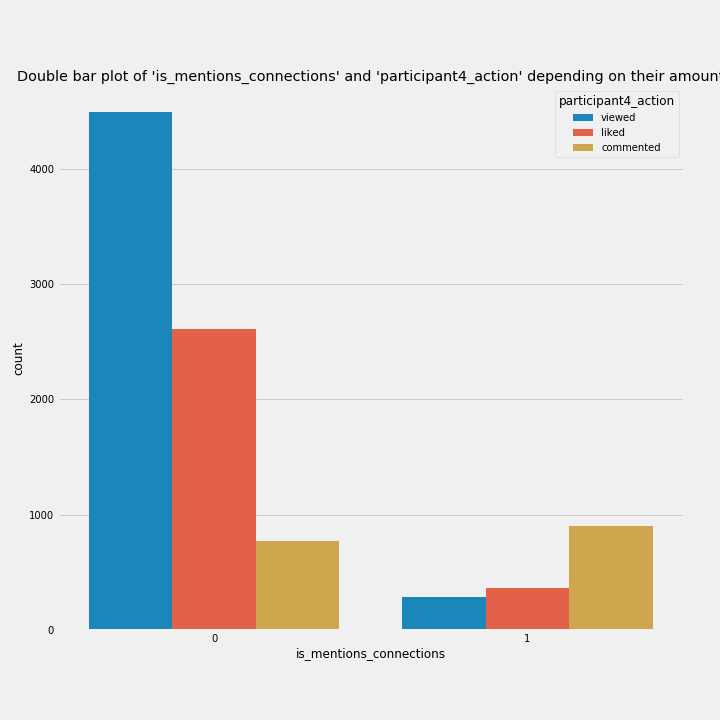 Double bar plot of 'is_mentions_connections' and 'participant4_action' depending on their amount
participant4_action
viewed
liked
commented
4000
3000
2000
1000
0
count
0 1
is_mentions_connections